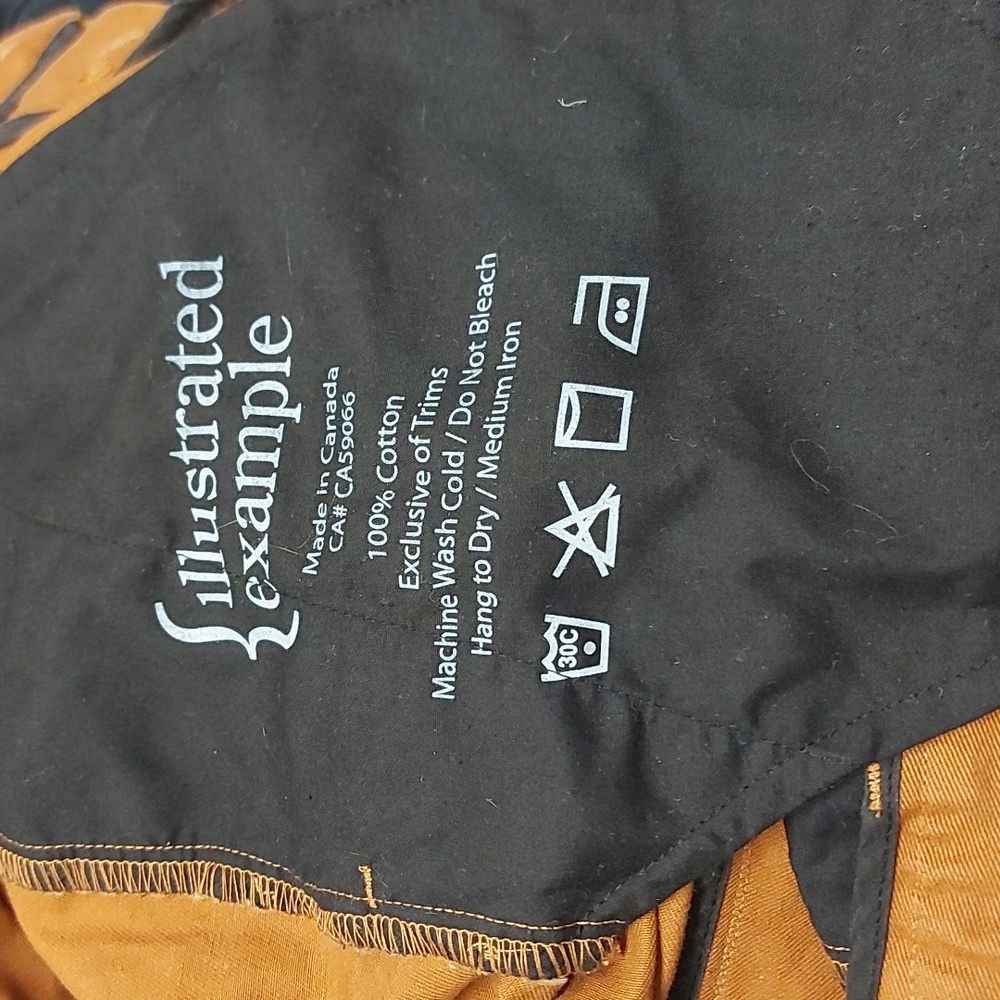 {illustrated
{example
Made in Canada
CA# CA59066
100% Cotton
Exclusive of Trims
Machine Wash Cold / Do Not Bleach
Hang to Dry / Medium Iron
30C